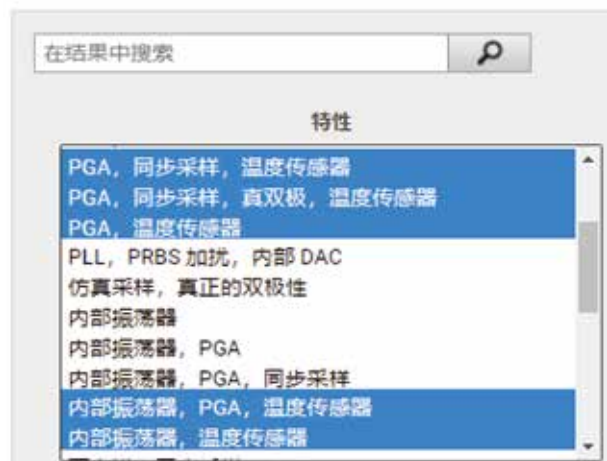 在结果中搜索
特性
PGA，同步采样，温度传感器
PGA，同步采样，真双极，温度传感器
PGA，温度传感器
PLL，PRBS 加扰，内部 DAC
仿真采样，真正的双极性
内部振荡器
内部振荡器，PGA
内部振荡器，PGA，同步采样
内部振荡器，PGA，温度传感器
内部振荡器，温度传感器